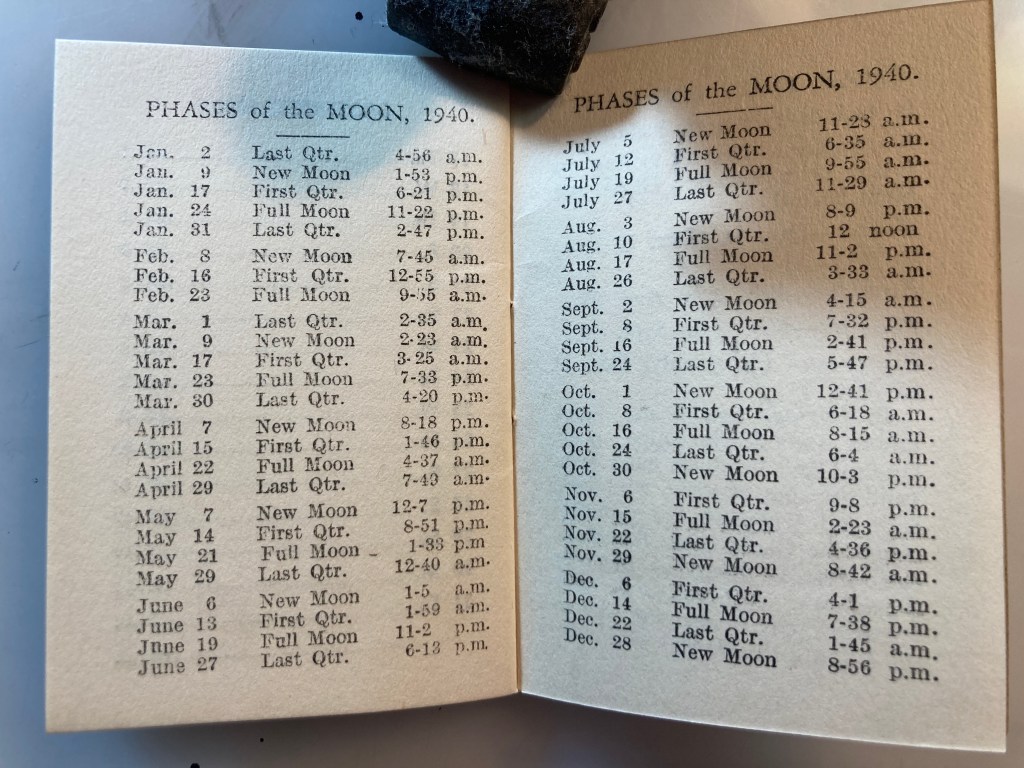 PHASES of the MOON, 1940.
Jan. 2 Last Qtr. 4-56 a.m.
Jan. 9 New Moon 1-53 p.m.
Jan. 17 First Qtr. 6-21 p.m.
Jan. 24 Full Moon 11-22 p.m.
Jan. 31 Last Qtr. 2-47 p.m.
Feb. 8 New Moon 7-45 a.m.
Feb. 16 First Qtr. 12-55 p.m.
Feb. 23 Full Moon 9-55 a.m.
Mar. 1 Last Qtr. 2-35 a.m.
Mar. 9 New Moon 2-23 a.m.
Mar. 17 First Qtr. 3-25 a.m.
Mar. 23 Full Moon 7-33 p.m.
Mar. 30 Last Qtr. 4-20 p.m.
April 7 New Moon 8-18 p.m.
April 15 First Qtr. 1-46 p.m.
April 22 Full Moon 4-37 a.m.
April 29 Last Qtr. 7-49 a.m.
May 7 New Moon 12-7 p.m.
May 14 First Qtr. 8-51 p.m.
May 21 Full Moon 1-33 p.m
May 29 Last Qtr. 12-40 a.m.
June 6 New Moon 1-5 a.m.
June 13 First Qtr. 1-59 a.m.
June 19 Full Moon 11-2 p.m.
June 27 Last Qtr. 6-13 p.m.
PHASES of the MOON, 1940.
July 5 New Moon 11-28 a.m.
July 12 First Qtr. 6-35 a.m.
July 19 Full Moon 9-55 a.m.
July 27 Last Qtr. 11-29 a.m.
Aug. 3 New Moon 8-9 p.m.
Aug. 10 First Qtr. 12 noon
Aug. 17 Full Moon 11-2 p.m.
Aug. 26 Last Qtr. 3-33 a.m.
Sept. 2 New Moon 4-15 a.m.
Sept. 8 First Qtr. 7-32 p.m.
Sept. 16 Full Moon 2-41 p.m.
Sept. 24 Last Qtr. 5-47 p.m.
Oct. 1 New Moon 12-41 p.m.
Oct. 8 First Qtr. 6-18 a.m.
Oct. 16 Full Moon 8-15 a.m.
Oct. 24 Last Qtr. 6-4 a.m.
Oct. 30 New Moon 10-3 p.m.
Nov. 6 First Qtr. 9-8 p.m.
Nov. 15 Full Moon 2-23 a.m.
Nov. 22 Last Qtr. 4-36 p.m.
Nov. 29 New Moon 8-42 a.m.
Dec. 6 First Qtr. 4-1 p.m.
Dec. 14 Full Moon 7-38 p.m.
Dec. 22 Last Qtr. 1-45 a.m.
Dec. 28 New Moon 8-56 p.m.